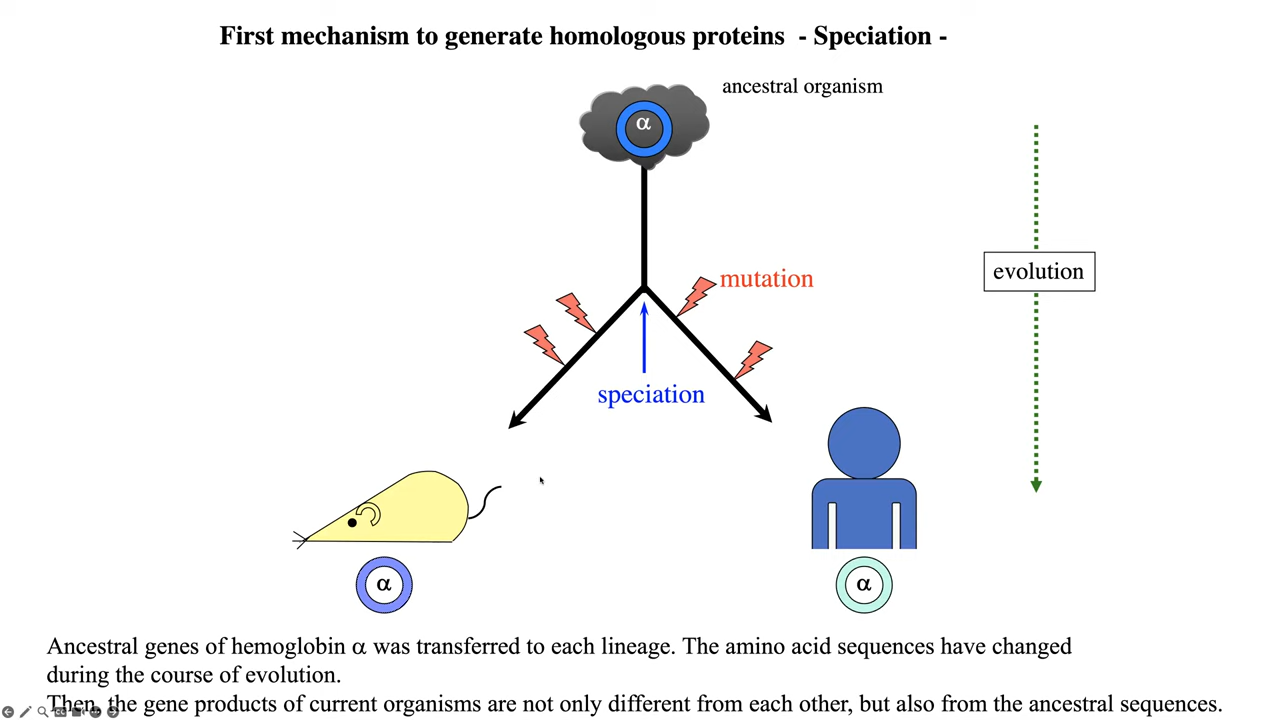 First mechanism to generate homologous proteins - Speciation -
ancestral organism
α
evolution
mutation
speciation
α
α
Ancestral genes of hemoglobin α was transferred to each lineage. The amino acid sequences have changed
during the course of evolution.
Then, the gene products of current organisms are not only different from each other, but also from the ancestral sequences.